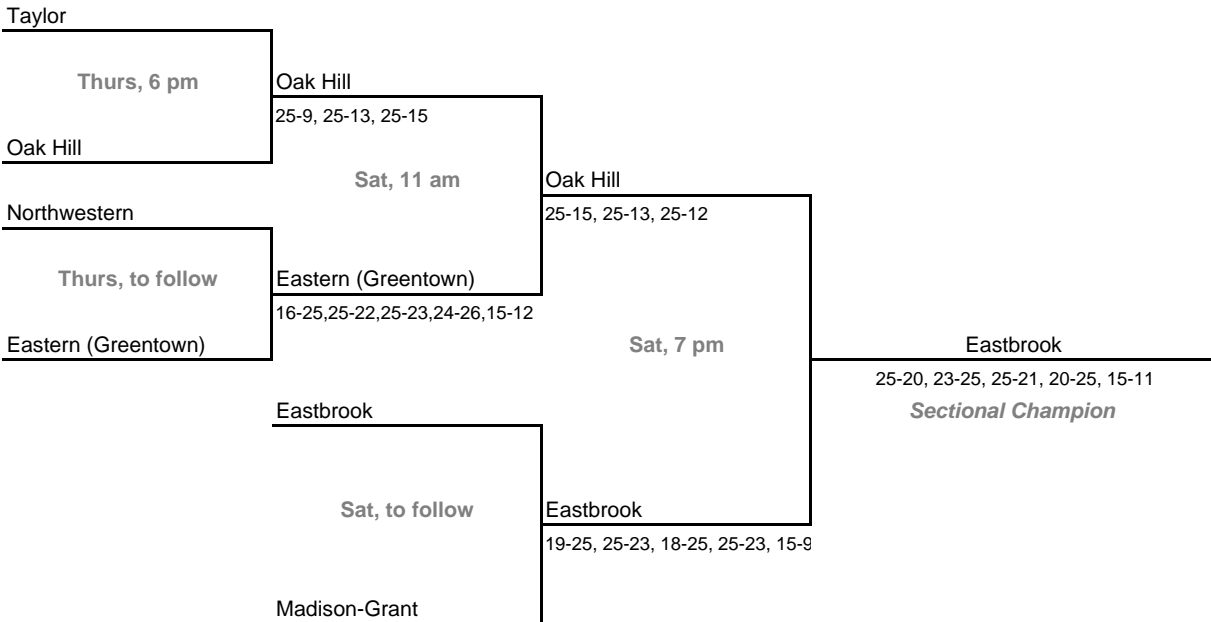 Taylor
Thurs, 6 pm
Oak Hill
25-9, 25-13, 25-15
Oak Hill
Sat, 11 am
Oak Hill
25-15, 25-13, 25-12
Northwestern
Thurs, to follow
Eastern (Greentown)
16-25,25-22,25-23,24-26,15-12
Eastern (Greentown)
Sat, 7 pm
Eastbrook
25-20, 23-25, 25-21, 20-25, 15-11
Sectional Champion
Eastbrook
Sat, to follow
Eastbrook
19-25, 25-23, 18-25, 25-23, 15-9
Madison-Grant